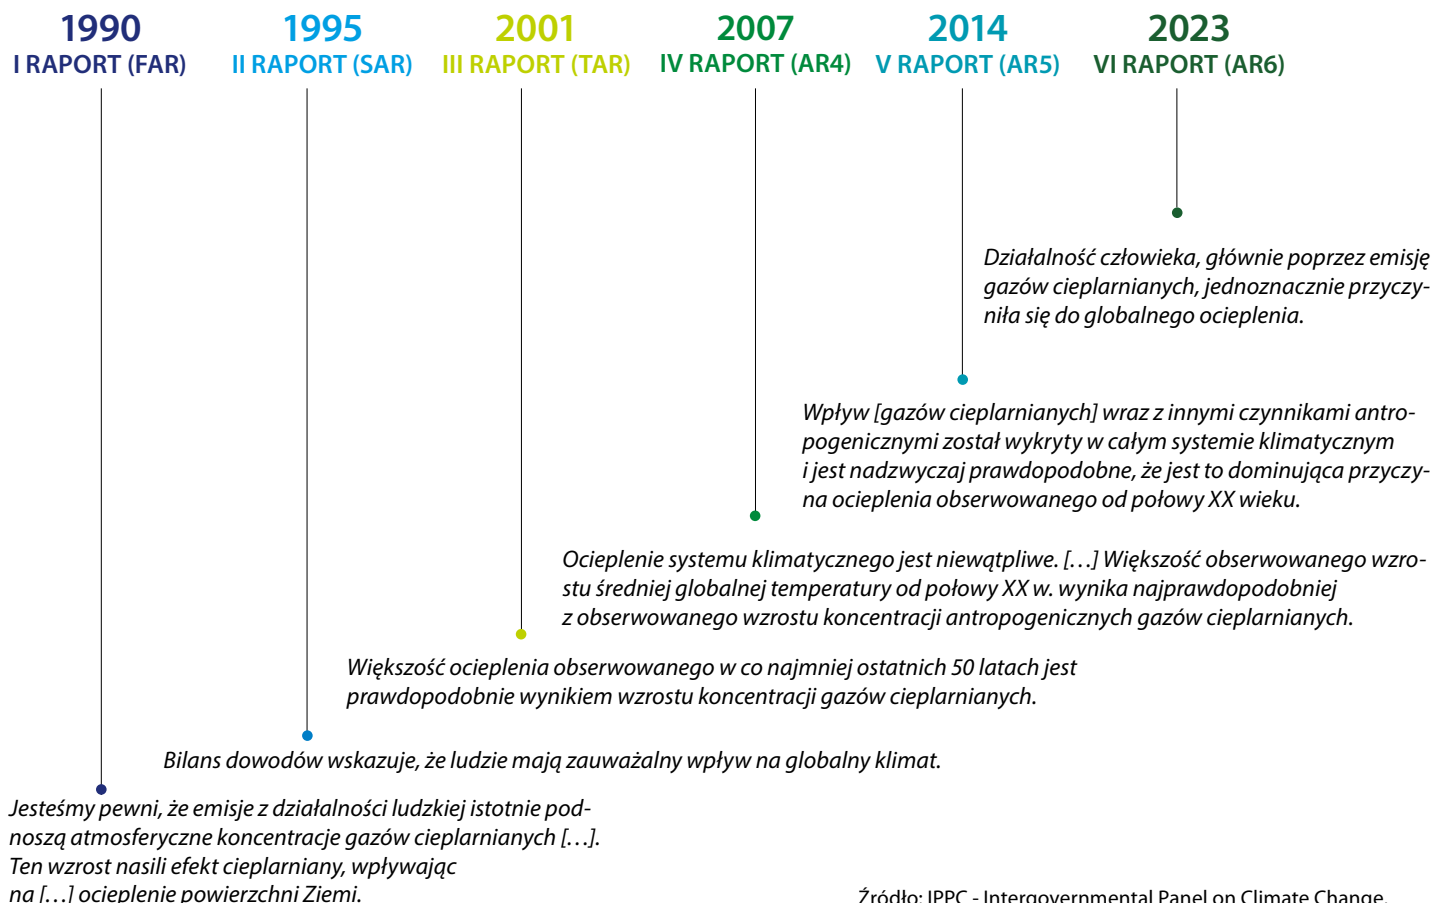 1990
I RAPORT (FAR)
1995
II RAPORT (SAR)
2001
III RAPORT (TAR)
2007
IV RAPORT (AR4)
2014
V RAPORT (AR5)
2023
VI RAPORT (AR6)
Działalność człowieka, głównie poprzez emisję
gazów cieplarnianych, jednoznacznie przyczy-
niła się do globalnego ocieplenia.
Wpływ [gazów cieplarnianych] wraz z innymi czynnikami antro-
pogenicznymi został wykryty w całym systemie klimatycznym
i jest nadzwyczaj prawdopodobne, że jest to dominująca przyczy-
na ocieplenia obserwowanego od połowy XX wieku.
Ocieplenie systemu klimatycznego jest niewątpliwe. […] Większość obserwowanego wzro-
stu średniej globalnej temperatury od połowy XX w. wynika najprawdopodobniej
z obserwowanego wzrostu koncentracji antropogenicznych gazów cieplarnianych.
Większość ocieplenia obserwowanego w co najmniej ostatnich 50 latach jest
prawdopodobnie wynikiem wzrostu koncentracji gazów cieplarnianych.
Bilans dowodów wskazuje, że ludzie mają zauważalny wpływ na globalny klimat.
Jesteśmy pewni, że emisje z działalności ludzkiej istotnie pod-
noszą atmosferyczne koncentracje gazów cieplarnianych […].
Ten wzrost nasili efekt cieplarniany, wpływając
na […] ocieplenie powierzchni Ziemi.
Źródło: IPPC - Intergovernmental Panel on Climate Change.